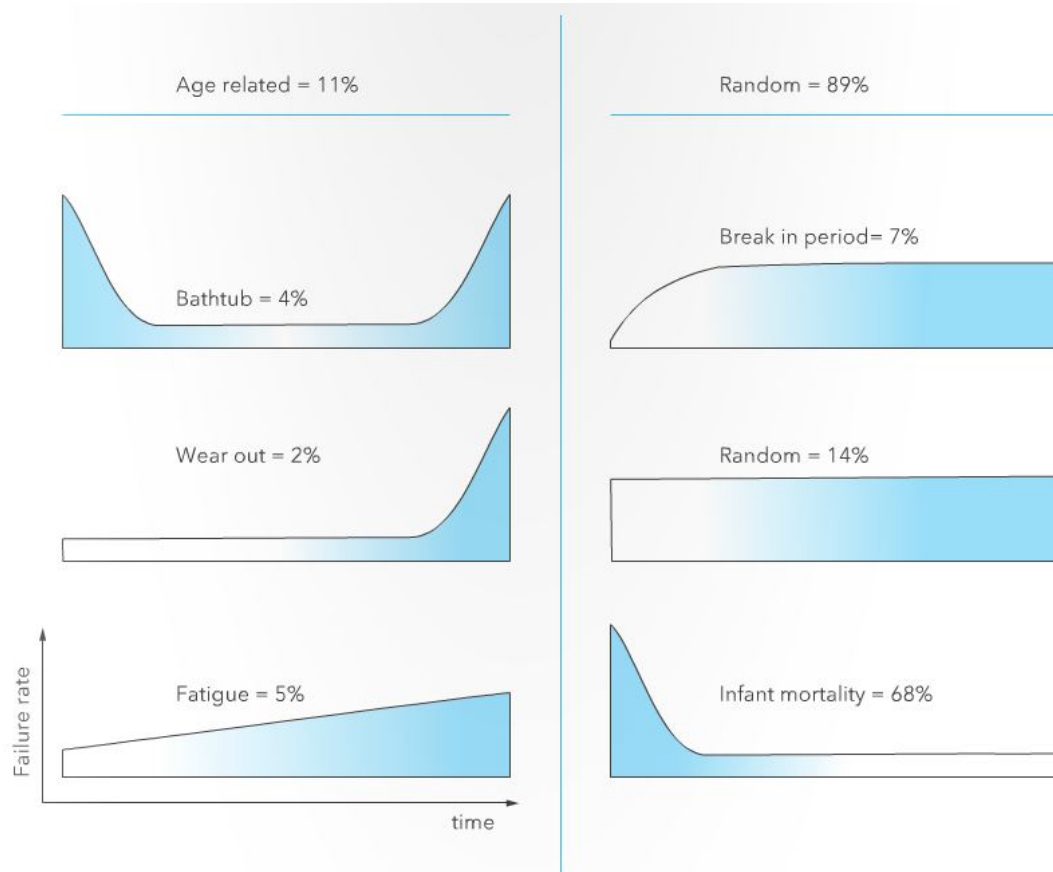 Age related = 11%
Bathtub = 4%
Wear out = 2%
Fatigue = 5%
Failure rate
time
Random = 89%
Break in period= 7%
Random = 14%
Infant mortality = 68%